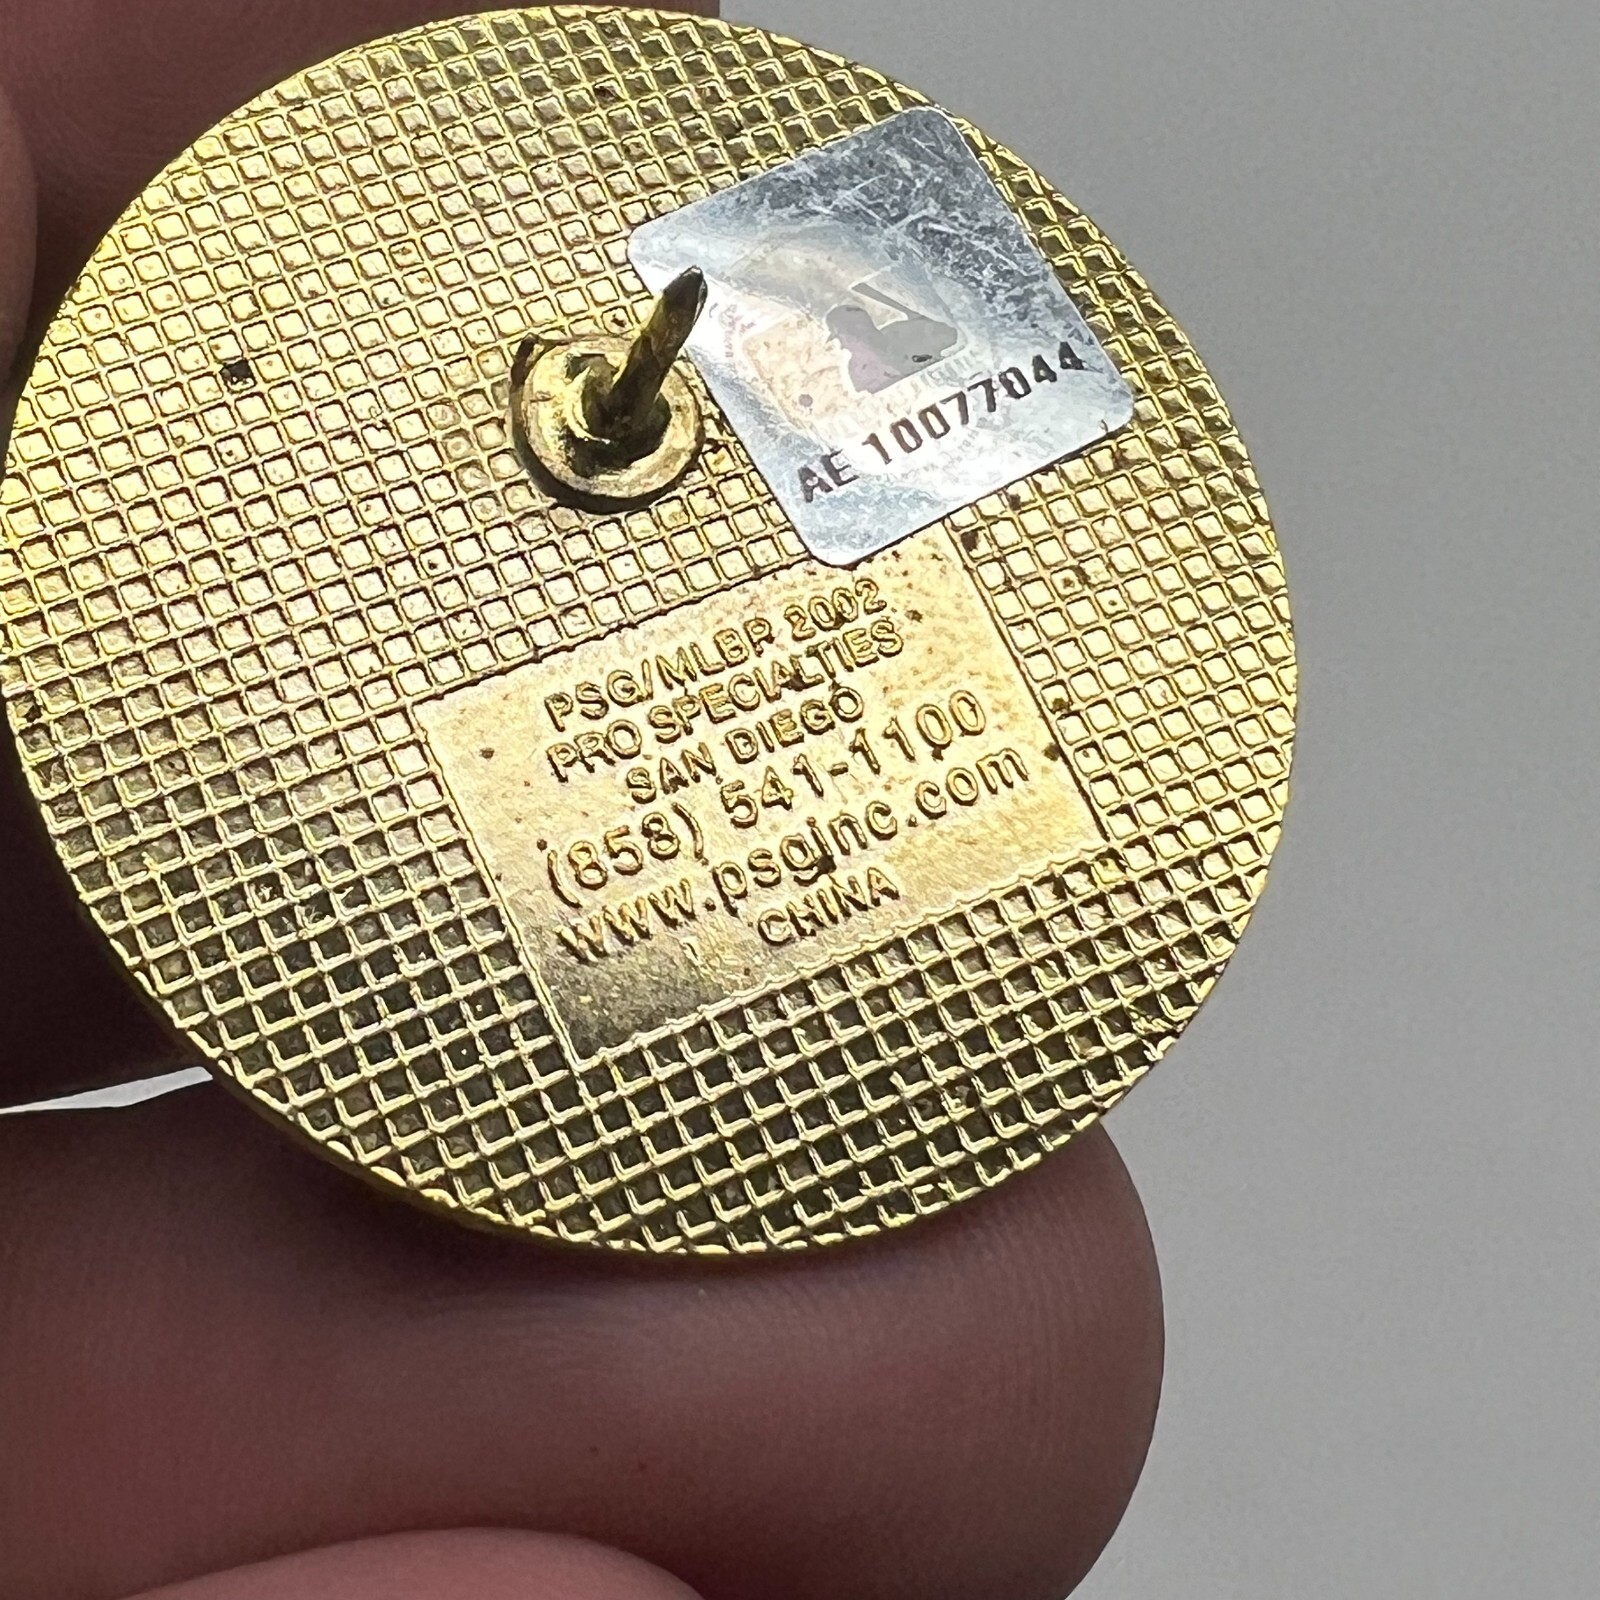 AE 10077044
PSG/MLBP 2002
PRO SPECIALTIES
SAN DIEGO
(858) 541-1100
www.psginc.com
CHINA